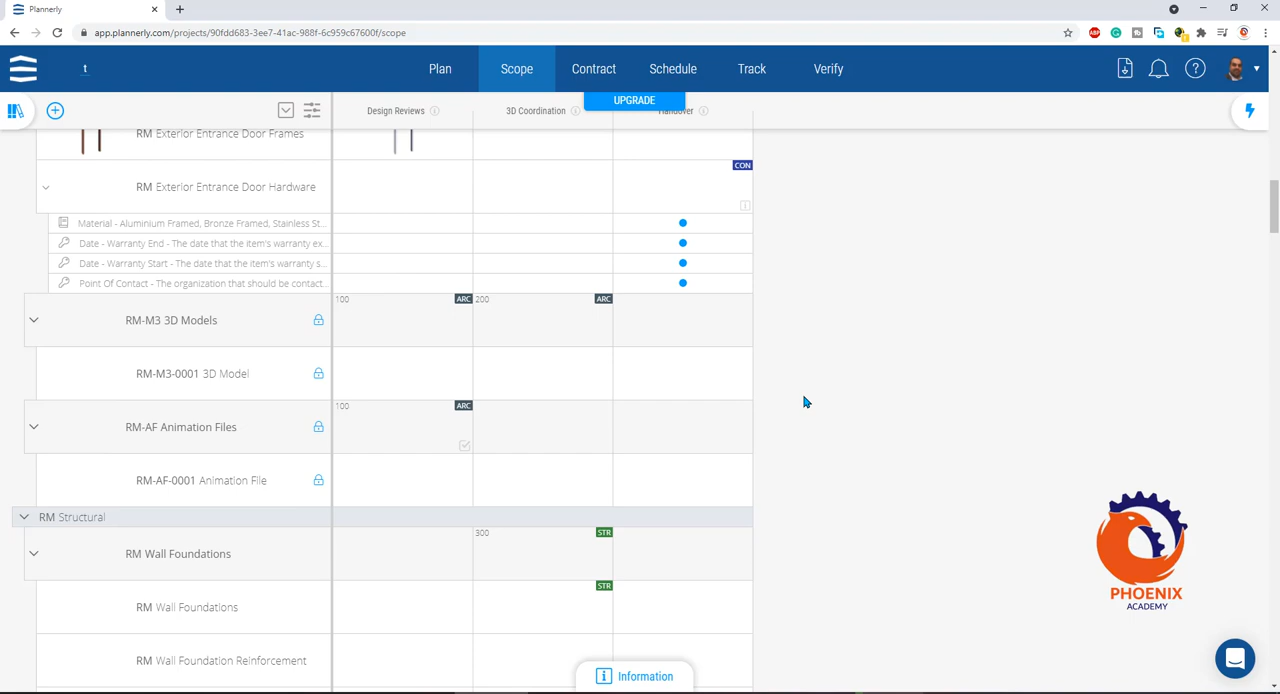 Plannerly
app.plannerly.com/projects/90fdd683-3ee7-41ac-988f-6c959c67600f/scope
t
Plan
Scope
Contract
Schedule
Track
Verify
UPGRADE
Design Reviews
3D Coordination
Handover
RM Exterior Entrance Door Frames
CON
RM Exterior Entrance Door Hardware
Material - Aluminium Framed, Bronze Framed, Stainless St...
Date - Warranty End - The date that the item's warranty ex...
Date - Warranty Start - The date that the item's warranty s...
Point Of Contact - The organization that should be contact...
100 ARC 200 ARC
RM-M3 3D Models
RM-M3-0001 3D Model
100 ARC
RM-AF Animation Files
RM-AF-0001 Animation File
RM Structural
300 STR
RM Wall Foundations
STR
RM Wall Foundations
RM Wall Foundation Reinforcement
Information
PHOENIX
ACADEMY